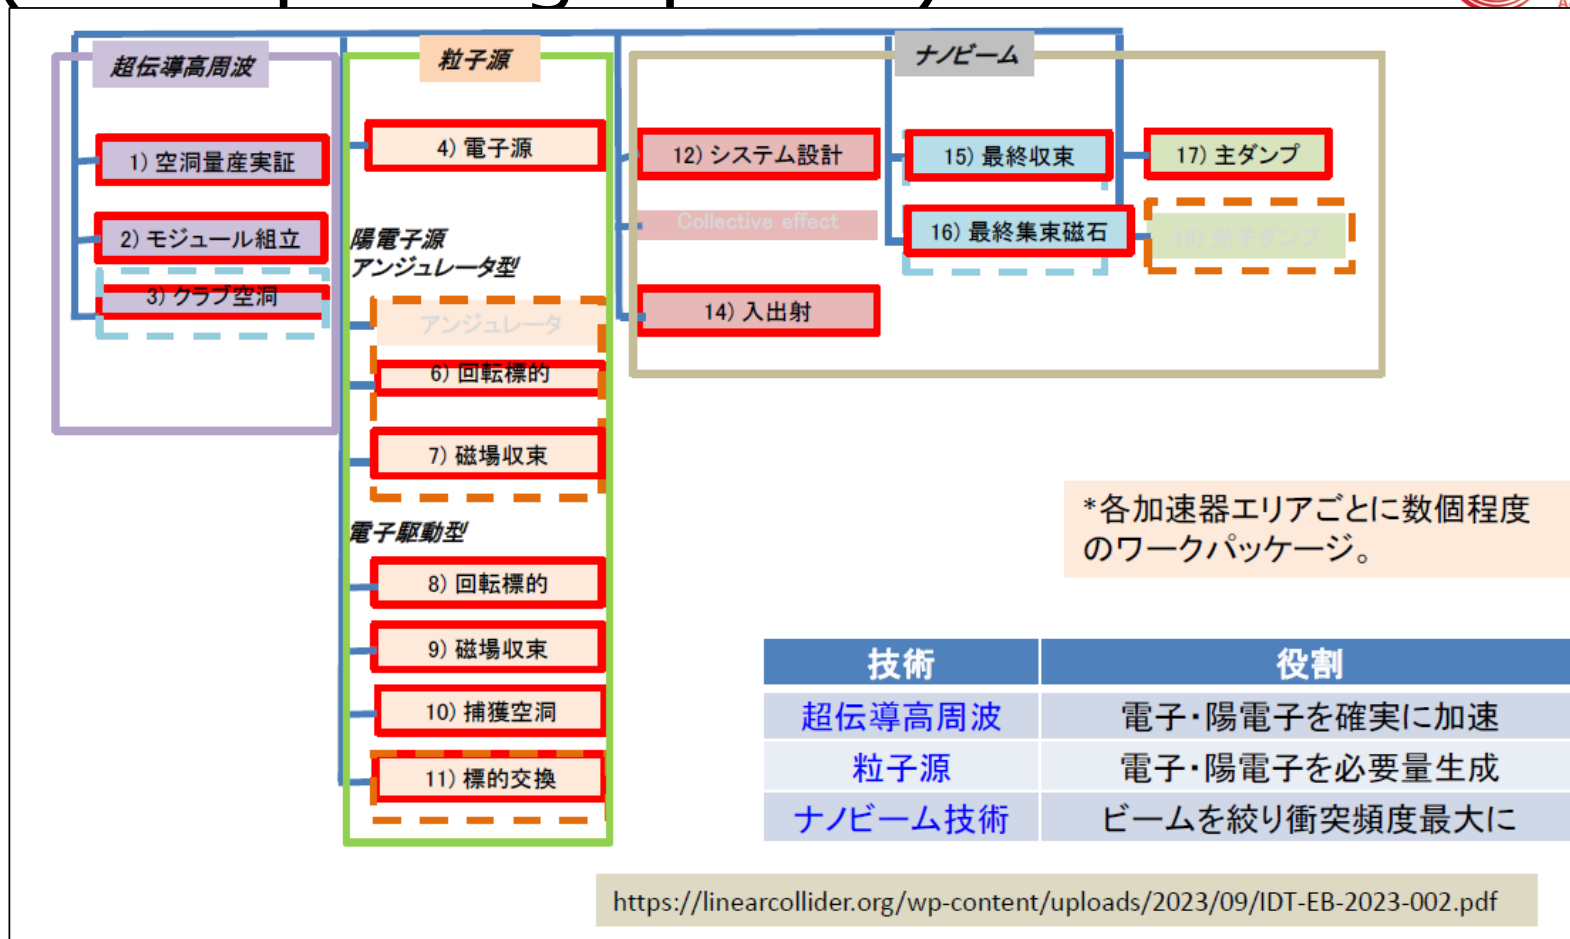 超伝導高周波
1) 空洞量産実証
2) モジュール組立
3) クラブ空洞
粒子源
4) 電子源
陽電子源
アンジュレータ型
アンジュレータ
6) 回転標的
7) 磁場収束
電子駆動型
8) 回転標的
9) 磁場収束
10) 捕獲空洞
11) 標的交換
ナノビーム
12) システム設計
Collective effect
14) 入出射
15) 最終収束
16) 最終集束磁石
17) 主ダンプ
18) 光子ダンプ
*各加速器エリアごとに数個程度
のワークパッケージ。
技術 役割
超伝導高周波 電子・陽電子を確実に加速
粒子源 電子・陽電子を必要量生成
ナノビーム技術 ビームを絞り衝突頻度最大に
https://linearcollider.org/wp-content/uploads/2023/09/IDT-EB-2023-002.pdf